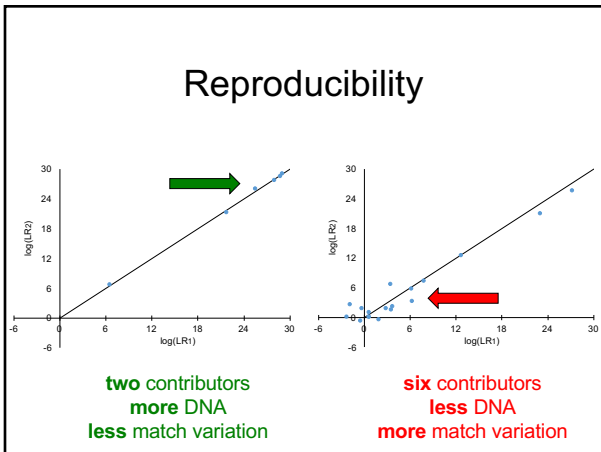 Reproducibility
30
24
18
12
6
0
-6
log(LR2)
-6
0
6
12
18
24
30
log(LR1)
two contributors
more DNA
less match variation
30
24
18
12
6
0
-6
log(LR2)
-6
0
6
12
18
24
30
log(LR1)
six contributors
less DNA
more match variation